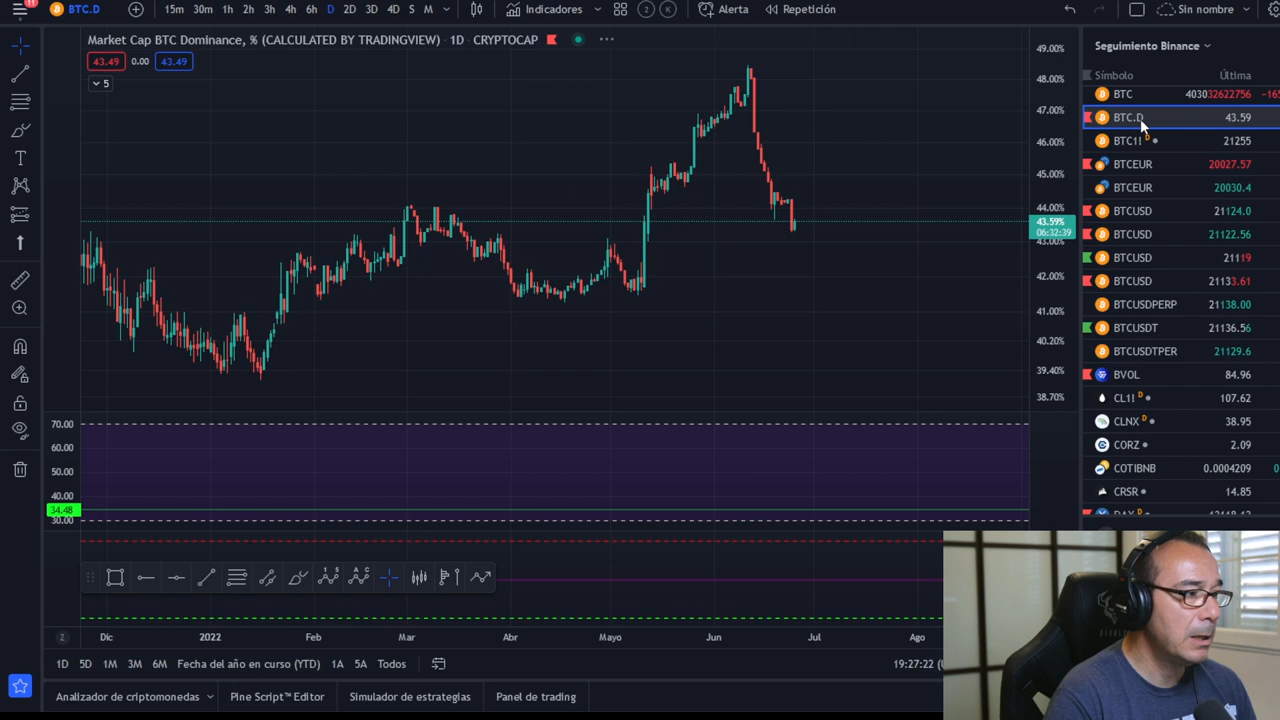 11
BTC.D
15m 30m 1h 2h 3h 4h 6h D 2D 3D 4D S M
Indicadores
2 K
Alerta
Repetición
Sin nombre
Market Cap BTC Dominance, % (CALCULATED BY TRADINGVIEW) · 1D · CRYPTOCAP
43.49 0.00 43.49
5
49.00%
48.00%
47.00%
46.00%
45.00%
44.00%
43.59%
06:32:39
43.00%
42.00%
41.00%
40.20%
39.40%
38.70%
70.00
60.00
50.00
40.00
34.48
30.00
Z Dic 2022 Feb Mar Abr Mayo Jun Jul Ago
1D 5D 1M 3M 6M Fecha del año en curso (YTD) 1A 5A Todos
19:27:22
Analizador de criptomonedas
Pine Script™ Editor
Simulador de estrategias
Panel de trading
Seguimiento Binance
Símbolo Última
BTC 403032622756
BTC.D 43.59
BTC1! D 21255
BTCEUR 20027.57
BTCEUR 20030.4
BTCUSD 21124.0
BTCUSD 21122.56
BTCUSD 21119
BTCUSD 21133.61
BTCUSDPERP 21138.00
BTCUSDT 21136.56
BTCUSDTPER 21129.6
BVOL 84.96
CL1! D 107.62
CLNX D 38.95
CORZ 2.09
COTIBNB 0.0004209
CRSR 14.85